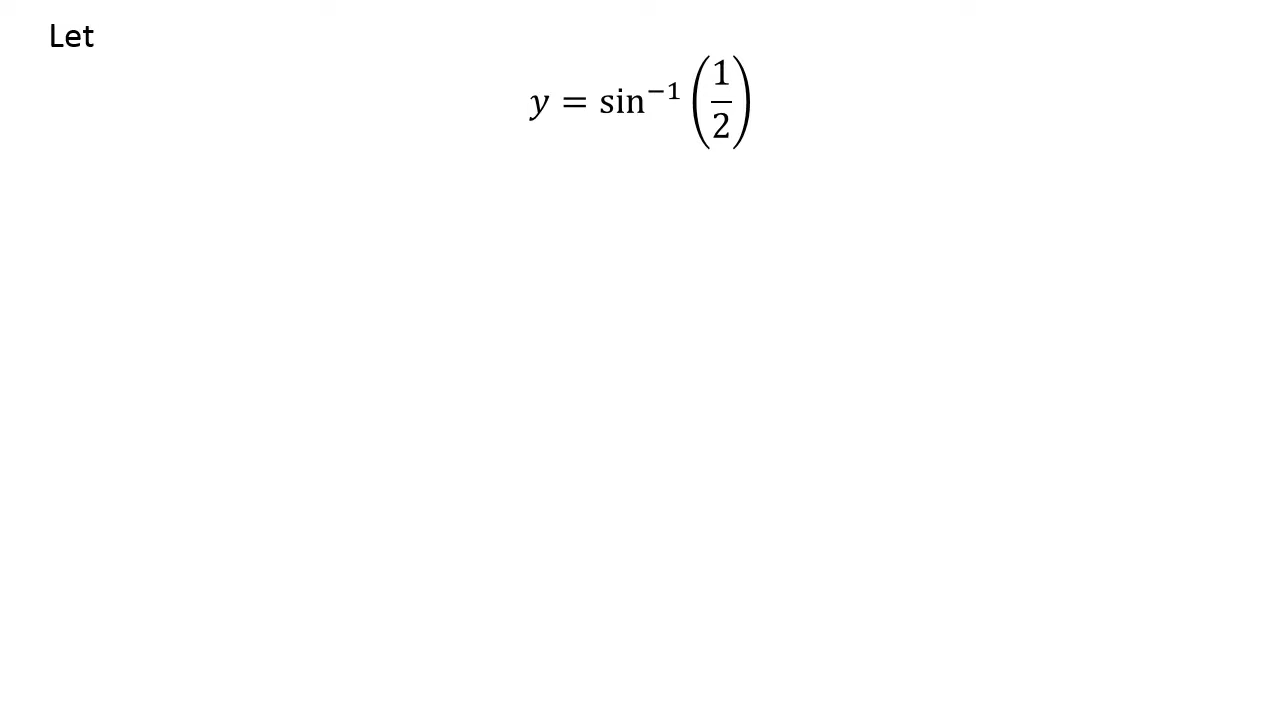 Let
𝑦 = sin⁻¹ (1/2)